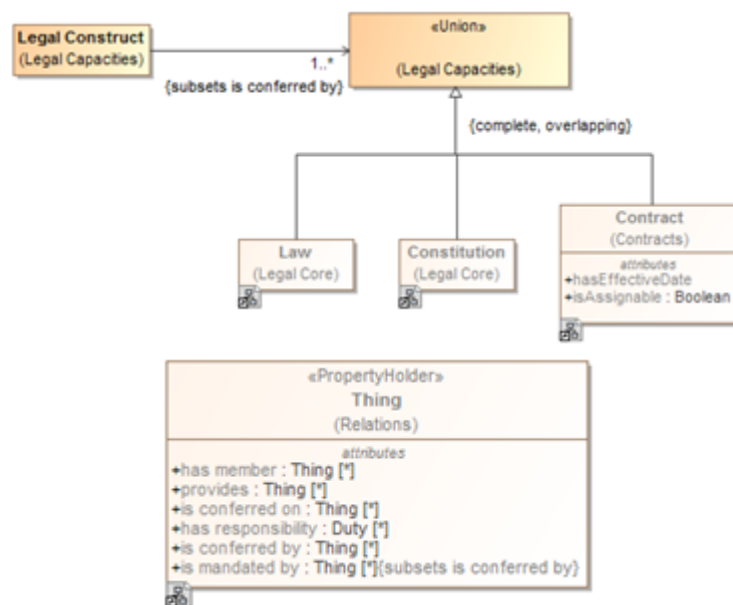 Legal Construct
(Legal Capacities)
«Union»
(Legal Capacities)
1..*
{subsets is conferred by}
{complete, overlapping}
Law
(Legal Core)
Constitution
(Legal Core)
Contract
(Contracts)
attributes
+hasEffectiveDate
+isAssignable : Boolean
«PropertyHolder»
Thing
(Relations)
attributes
+has member : Thing [*]
+provides : Thing [*]
+is conferred on : Thing [*]
+has responsibility : Duty [*]
+is conferred by : Thing [*]
+is mandated by : Thing [*]{subsets is conferred by}